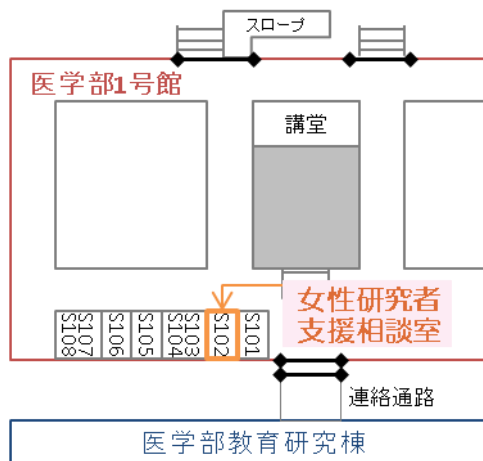 スロープ
医学部1号館
講堂
女性研究者
支援相談室
S108
S107
S106
S105
S104
S103
S102
S101
連絡通路
医学部教育研究棟